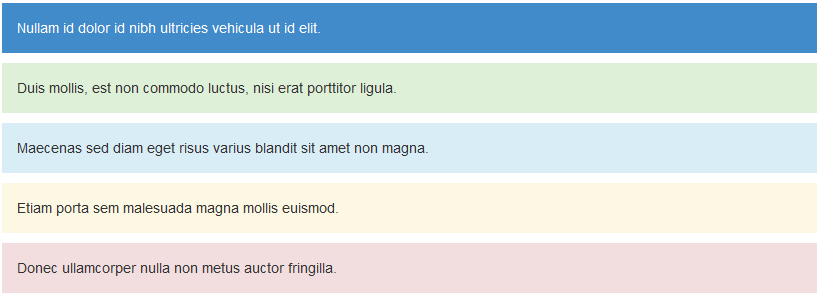 Nullam id dolor id nibh ultricies vehicula ut id elit.
Duis mollis, est non commodo luctus, nisi erat porttitor ligula.
Maecenas sed diam eget risus varius blandit sit amet non magna.
Etiam porta sem malesuada magna mollis euismod.
Donec ullamcorper nulla non metus auctor fringilla.